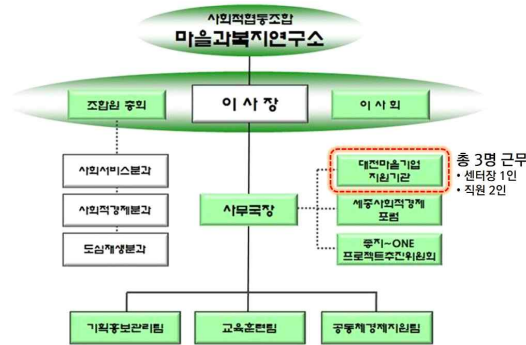 사회적협동조합
마을과복지연구소
조합원 총회
이 사 장
이 사 회
사회서비스분과
사회적경제분과
도심재생분과
사무국장
대전마을기업
지원기관
총 3명 근무
• 센터장 1인
• 직원 2인
세종사회적경제
포럼
쭝지~ONE
프로젝트추진위원회
기획홍보관리팀
교육훈련팀
공동체경제지원팀